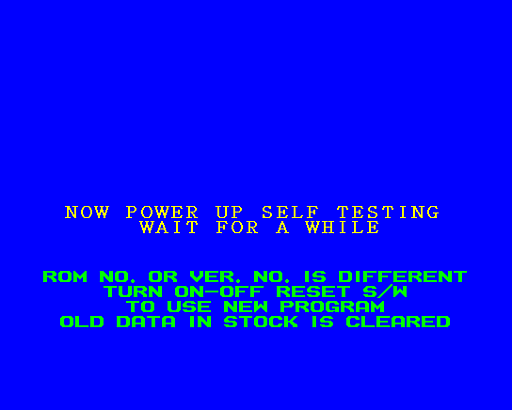 NOW POWER UP SELF TESTING
WAIT FOR A WHILE
ROM NO. OR VER. NO. IS DIFFERENT
TURN ON-OFF RESET S/W
TO USE NEW PROGRAM
OLD DATA IN STOCK IS CLEARED